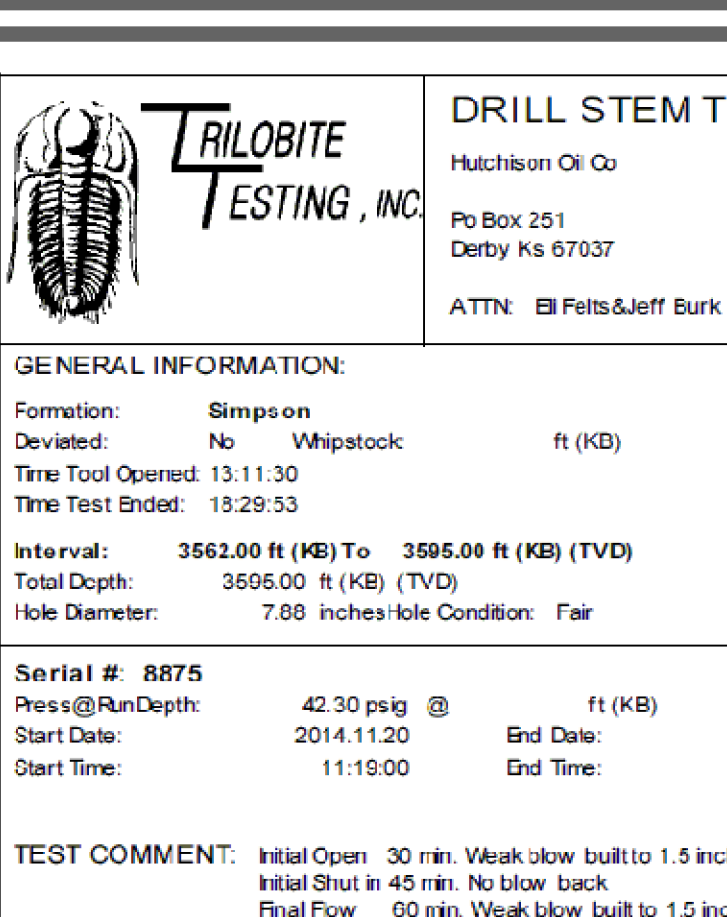 TRILOBITE
TESTING , INC.
DRILL STEM T
Hutchison Oil Co
Po Box 251
Derby Ks 67037
ATTN: Eli Felts&Jeff Burk
GENERAL INFORMATION:
Formation: Simpson
Deviated: No Whipstock: ft (KB)
Time Tool Opened: 13:11:30
Time Test Ended: 18:29:53
Interval: 3562.00 ft (KB) To 3595.00 ft (KB) (TVD)
Total Depth: 3595.00 ft (KB) (TVD)
Hole Diameter: 7.88 inches Hole Condition: Fair
Serial #: 8875
Press@RunDepth: 42.30 psig @ ft (KB)
Start Date: 2014.11.20 End Date:
Start Time: 11:19:00 End Time:
TEST COMMENT: Initial Open 30 min. Weak blow built to 1.5 inc
Initial Shut in 45 min. No blow back
Final Flow 60 min. Weak blow built to 1.5 inc